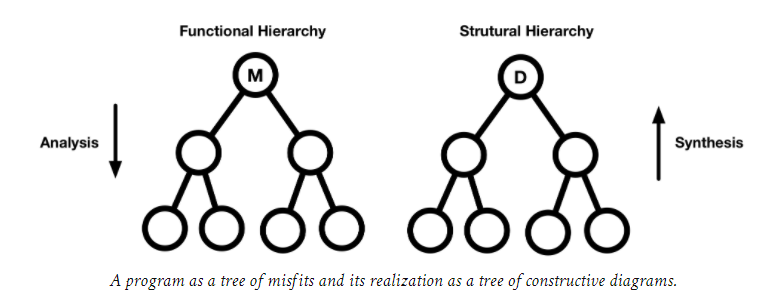 Functional Hierarchy
Strutural Hierarchy
M
D
Analysis
Synthesis
A program as a tree of misfits and its realization as a tree of constructive diagrams.